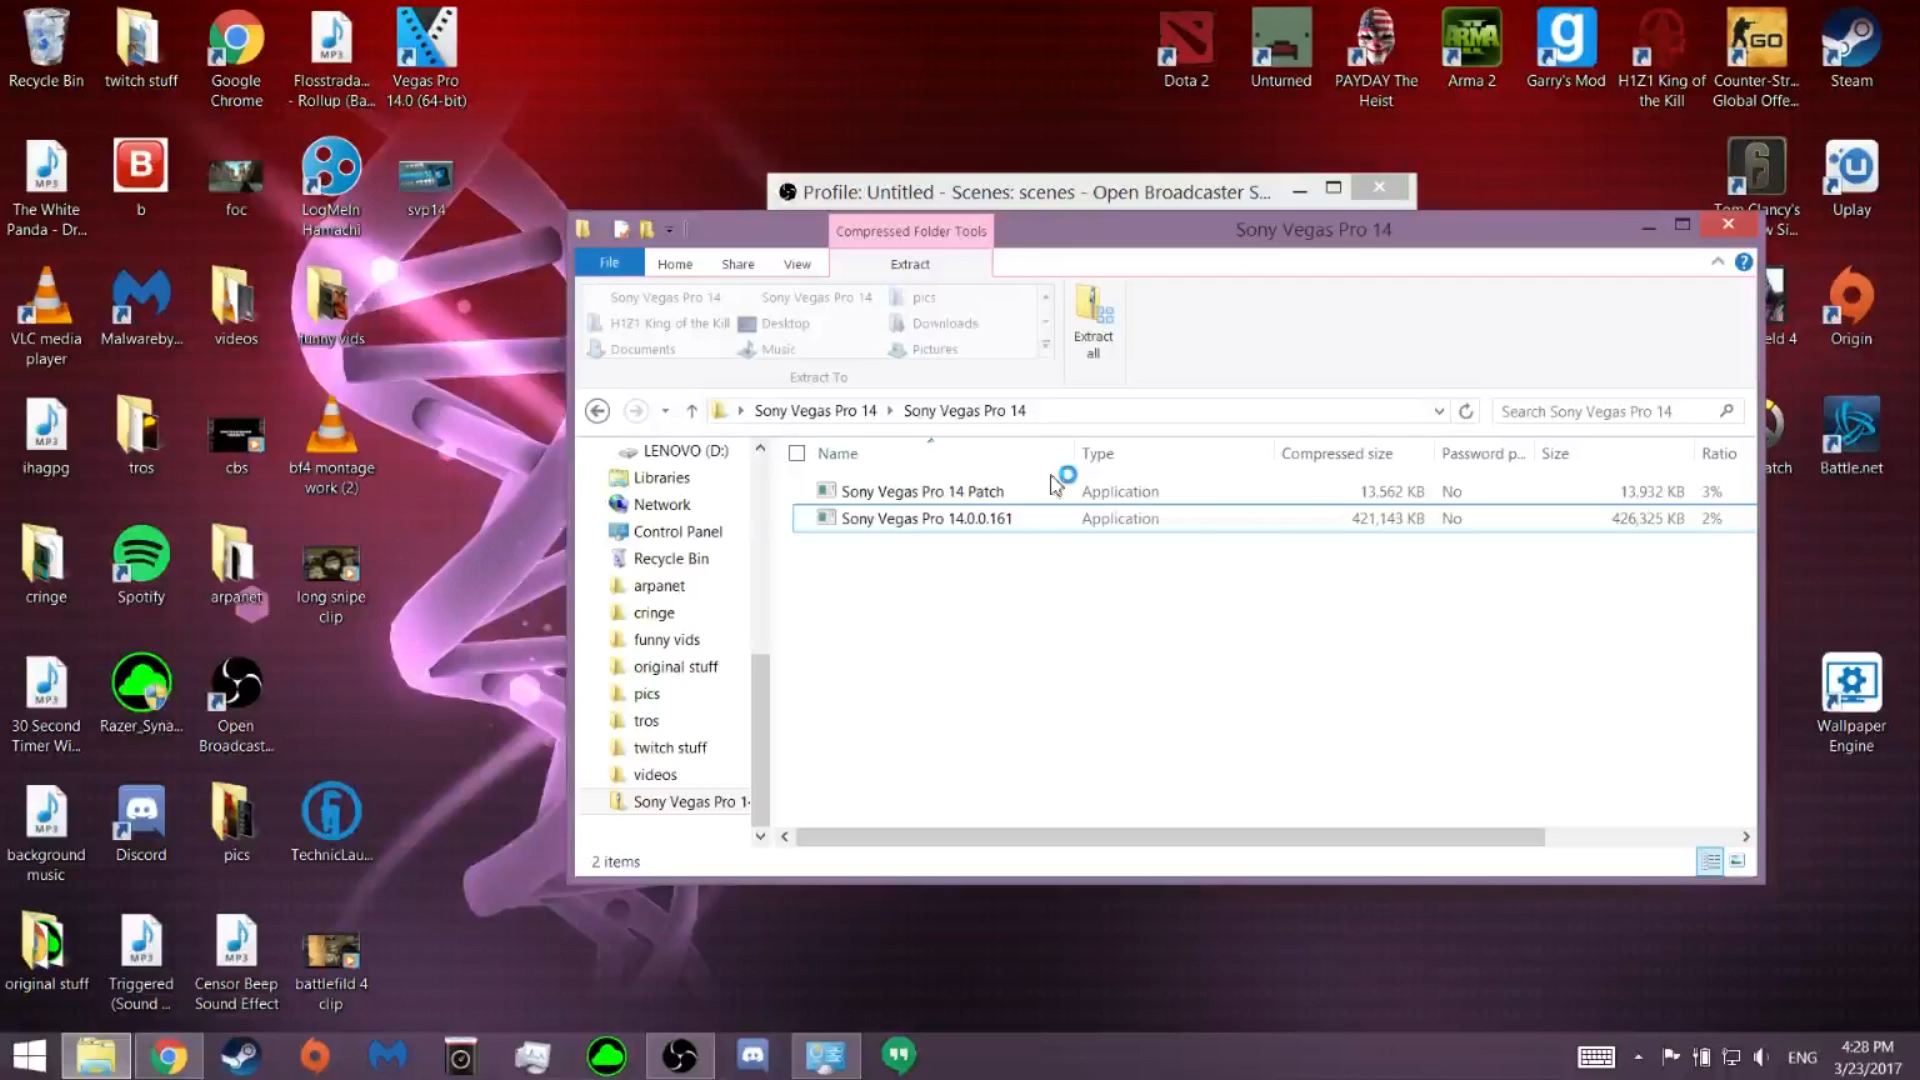 Recycle Bin
twitch stuff
Google
Chrome
Flosstrada...
- Rollup (Ba...
Vegas Pro
14.0 (64-bit)
Dota 2
Unturned
PAYDAY The
Heist
Arma 2
Garry's Mod
H1Z1 King of
the Kill
Counter-Str...
Global Offe...
Steam
The White
Panda - Dr...
b
foc
LogMeIn
Hamachi
svp14
Tom Clancy's
w Si...
Uplay
VLC media
player
Malwareby...
videos
funny vids
eld 4
Origin
ihagpg
tros
cbs
bf4 montage
work (2)
atch
Battle.net
cringe
Spotify
arpanet
long snipe
clip
30 Second
Timer Wi...
Razer_Syna...
Open
Broadcast...
Wallpaper
Engine
background
music
Discord
pics
TechnicLau...
original stuff
Triggered
(Sound ...
Censor Beep
Sound Effect
battlefild 4
clip
Profile: Untitled - Scenes: scenes - Open Broadcaster S...
Compressed Folder Tools
Sony Vegas Pro 14
File
Home
Share
View
Extract
Sony Vegas Pro 14
Sony Vegas Pro 14
pics
H1Z1 King of the Kill
Desktop
Downloads
Documents
Music
Pictures
Extract To
Extract
all
Sony Vegas Pro 14
Sony Vegas Pro 14
Search Sony Vegas Pro 14
LENOVO (D:)
Libraries
Network
Control Panel
Recycle Bin
arpanet
cringe
funny vids
original stuff
pics
tros
twitch stuff
videos
Sony Vegas Pro 14
Name Type Compressed size Password p... Size Ratio
Sony Vegas Pro 14 Patch Application 13,562 KB No 13,932 KB 3%
Sony Vegas Pro 14.0.0.161 Application 421,143 KB No 426,325 KB 2%
2 items
ENG
4:28 PM
3/23/2017